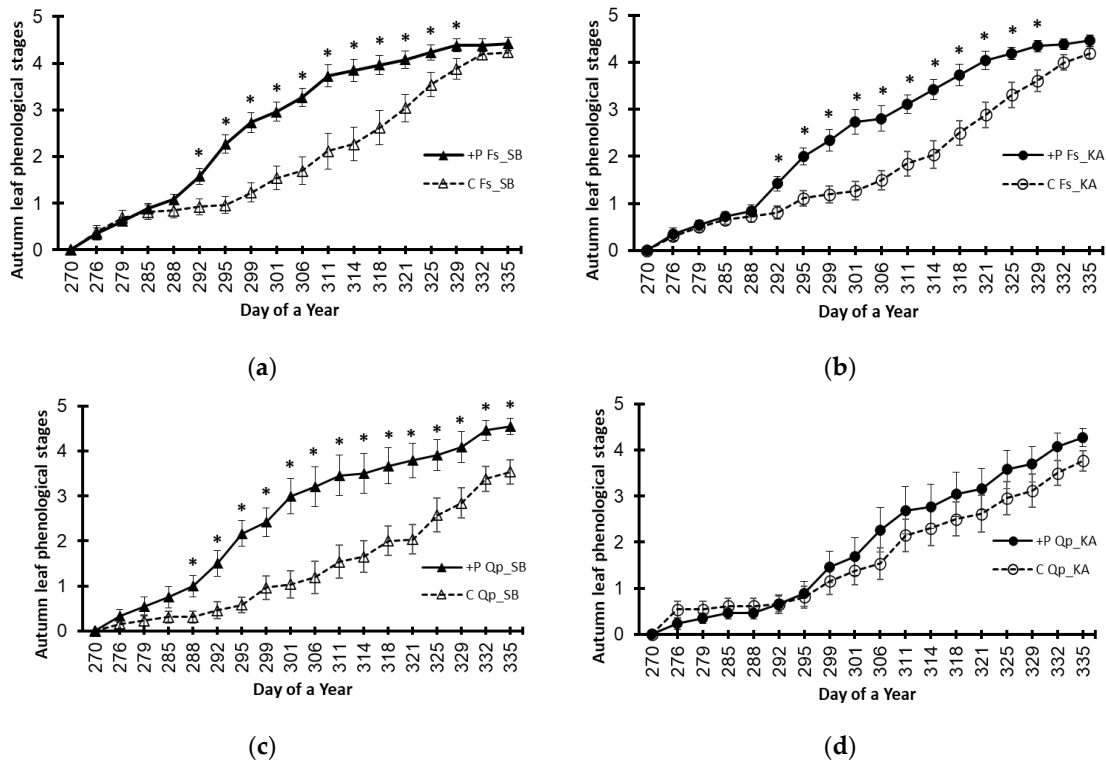 5
4
3
2
1
0
Autumn leaf phenological stages
* * * * * * * * * * * *
+P Fs_SB
C Fs_SB
270 276 279 285 288 292 295 299 301 306 311 314 318 321 325 329 332 335
Day of a Year
(a)
5
4
3
2
1
0
Autumn leaf phenological stages
* * * * * * * * * * * *
+P Fs_KA
C Fs_KA
270 276 279 285 288 292 295 299 301 306 311 314 318 321 325 329 332 335
Day of a Year
(b)
5
4
3
2
1
0
Autumn leaf phenological stages
* * * * * * * * * * * * * *
+P Qp_SB
C Qp_SB
270 276 279 285 288 292 295 299 301 306 311 314 318 321 325 329 332 335
Day of a Year
(c)
5
4
3
2
1
0
Autumn leaf phenological stages
+P Qp_KA
C Qp_KA
270 276 279 285 288 292 295 299 301 306 311 314 318 321 325 329 332 335
Day of a Year
(d)